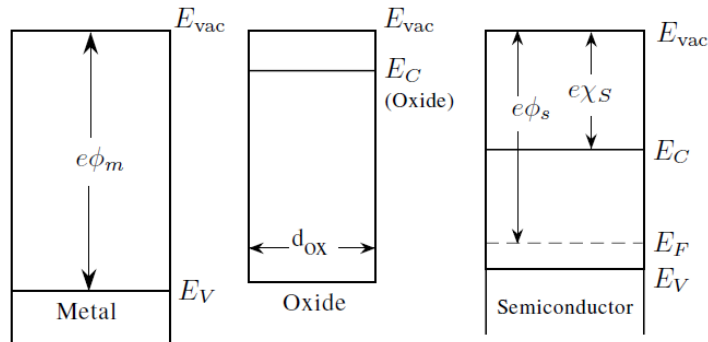 E_vac
eϕ_m
E_V
Metal
E_vac
E_C
(Oxide)
d_ox
Oxide
E_vac
eχ_S
eϕ_s
E_C
E_F
E_V
Semiconductor